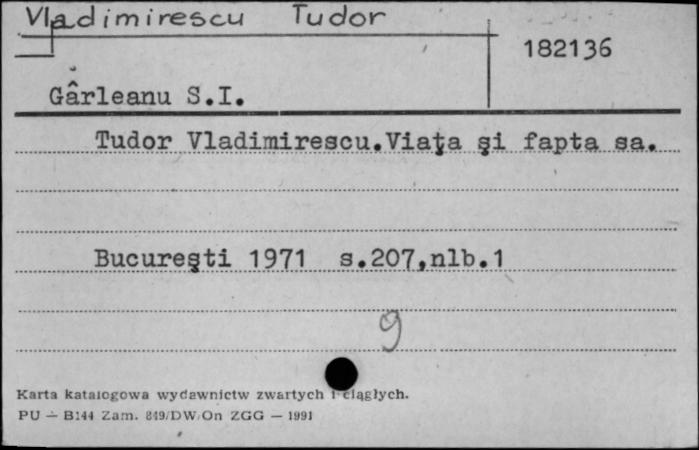 Vladimirescu Tudor
182136
Gârleanu S.I.
Tudor Vladimirescu.Viaţa şi fapta sa.
Bucureşti 1971 s.207,nlb.1
9
Karta katalogowa wydawnictw zwartych i ciągłych.
PU — B144 Zam. 849/DW/On ZGG — 1991